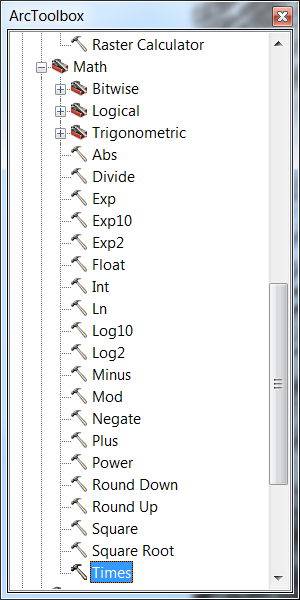 ArcToolbox
Raster Calculator
Math
Bitwise
Logical
Trigonometric
Abs
Divide
Exp
Exp10
Exp2
Float
Int
Ln
Log10
Log2
Minus
Mod
Negate
Plus
Power
Round Down
Round Up
Square
Square Root
Times